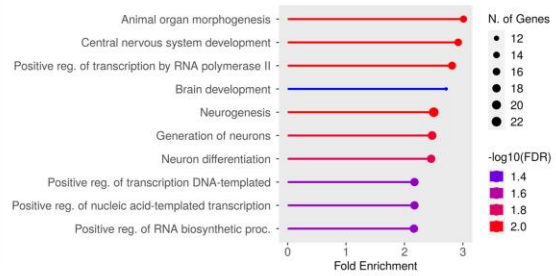 Animal organ morphogenesis
Central nervous system development
Positive reg. of transcription by RNA polymerase II
Brain development
Neurogenesis
Generation of neurons
Neuron differentiation
Positive reg. of transcription DNA-templated
Positive reg. of nucleic acid-templated transcription
Positive reg. of RNA biosynthetic proc.
0 1 2 3
Fold Enrichment
N. of Genes
12
14
16
18
20
22
-log10(FDR)
1.4
1.6
1.8
2.0